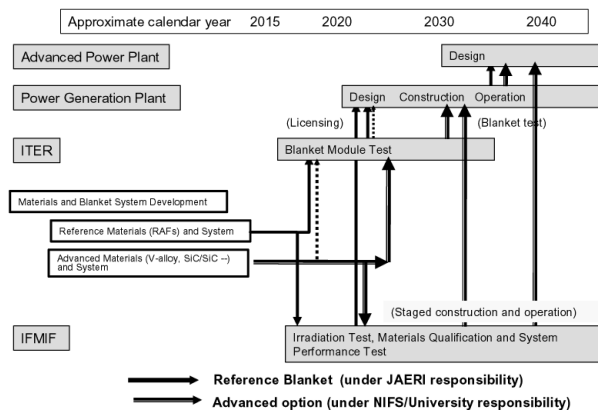 Approximate calendar year 2015 2020 2030 2040
Advanced Power Plant
Design
Power Generation Plant
Design Construction Operation
(Licensing)
(Blanket test)
ITER
Blanket Module Test
Materials and Blanket System Development
Reference Materials (RAFs) and System
Advanced Materials (V-alloy, SiC/SiC --)
and System
(Staged construction and operation)
IFMIF
Irradiation Test, Materials Qualification and System
Performance Test
Reference Blanket (under JAERI responsibility)
Advanced option (under NIFS/University responsibility)